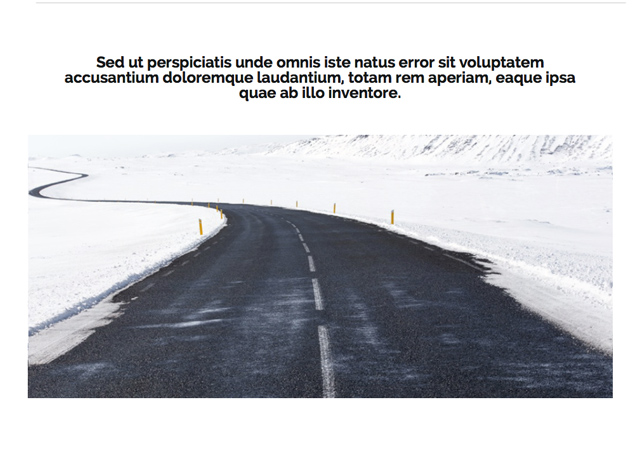 Sed ut perspiciatis unde omnis iste natus error sit voluptatem
accusantium doloremque laudantium, totam rem aperiam, eaque ipsa
quae ab illo inventore.